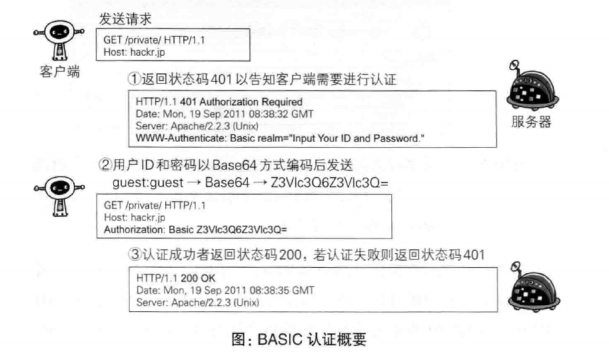 发送请求
GET /private/ HTTP/1.1
Host: hackr.jp
客户端
①返回状态码401以告知客户端需要进行认证
HTTP/1.1 401 Authorization Required
Date: Mon, 19 Sep 2011 08:38:32 GMT
Server: Apache/2.2.3 (Unix)
WWW-Authenticate: Basic realm="Input Your ID and Password."
服务器
②用户ID和密码以Base64方式编码后发送
guest:guest → Base64 → Z3Vlc3Q6Z3Vlc3Q=
GET /private/ HTTP/1.1
Host: hackr.jp
Authorization: Basic Z3Vlc3Q6Z3Vlc3Q=
③认证成功者返回状态码200，若认证失败则返回状态码401
HTTP/1.1 200 OK
Date: Mon, 19 Sep 2011 08:38:35 GMT
Server: Apache/2.2.3 (Unix)
图：BASIC 认证概要